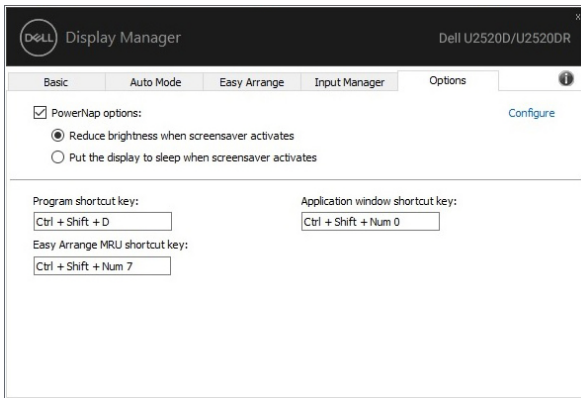 DELL Display Manager Dell U2520D/U2520DR
Basic Auto Mode Easy Arrange Input Manager Options
PowerNap options: Configure
Reduce brightness when screensaver activates
Put the display to sleep when screensaver activates
Program shortcut key: Application window shortcut key:
Ctrl + Shift + D Ctrl + Shift + Num 0
Easy Arrange MRU shortcut key:
Ctrl + Shift + Num 7